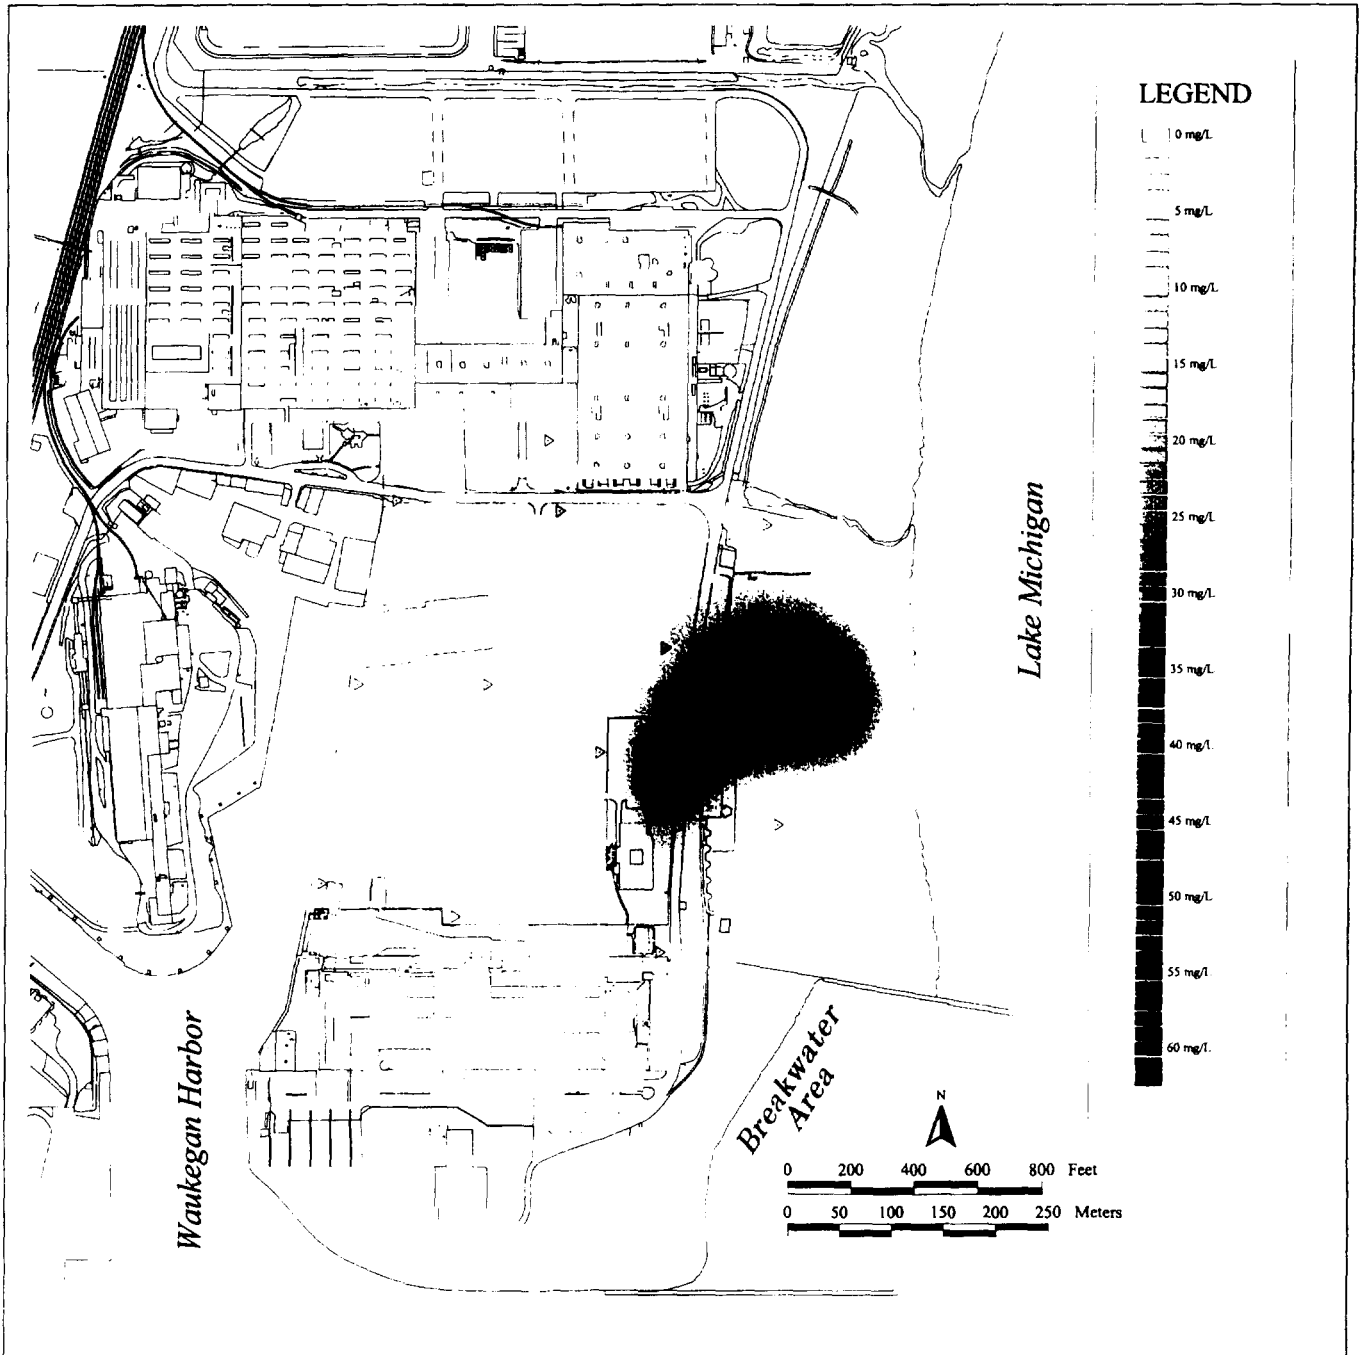 LEGEND
0 mg/L
5 mg/L
10 mg/L
15 mg/L
20 mg/L
25 mg/L
30 mg/L
35 mg/L
40 mg/L
45 mg/L
50 mg/L
55 mg/L
60 mg/L
Lake Michigan
Waukegan Harbor
Breakwater
Area
N
0 200 400 600 800 Feet
0 50 100 150 200 250 Meters